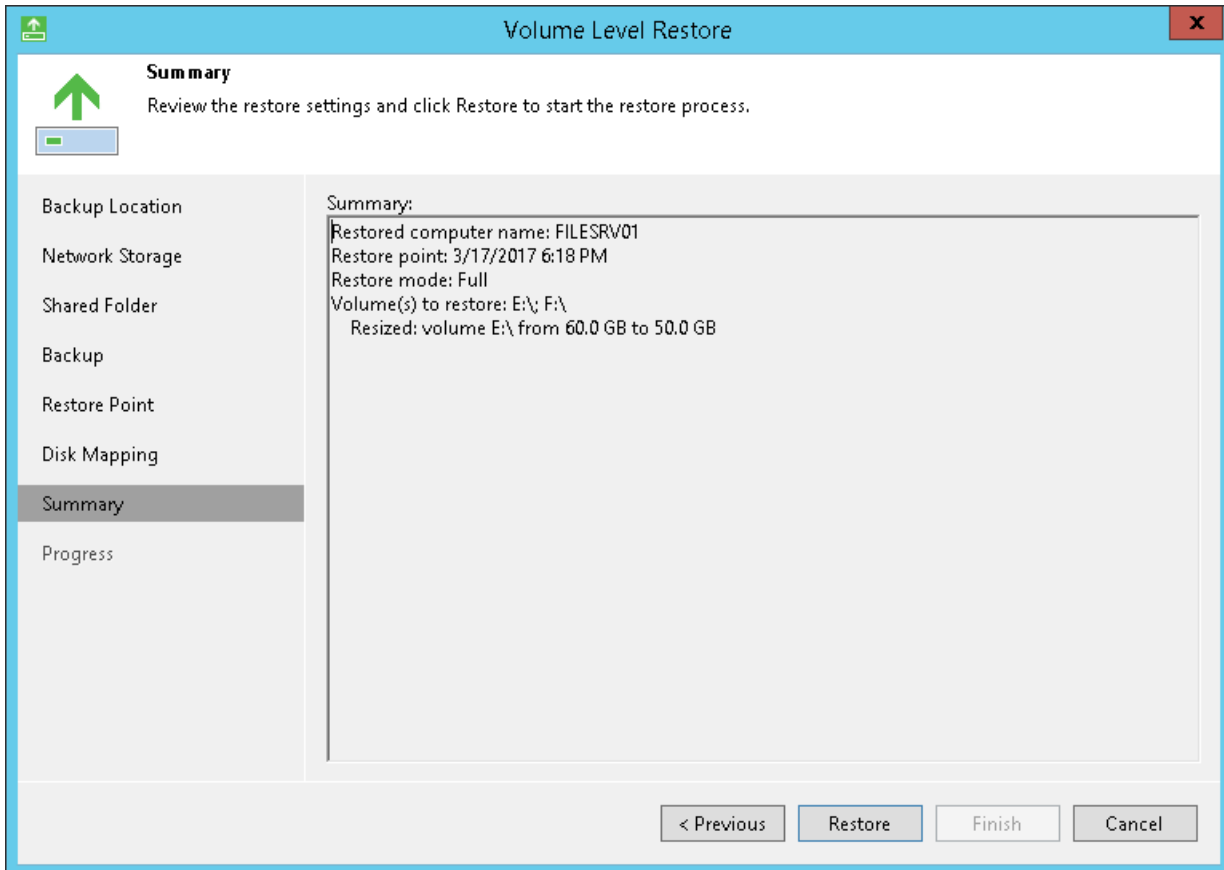 Volume Level Restore
x
Summary
Review the restore settings and click Restore to start the restore process.
Backup Location
Network Storage
Shared Folder
Backup
Restore Point
Disk Mapping
Summary
Progress
Summary:
Restored computer name: FILESRV01
Restore point: 3/17/2017 6:18 PM
Restore mode: Full
Volume(s) to restore: E:\; F:\
Resized: volume E:\ from 60.0 GB to 50.0 GB
< Previous
Restore
Finish
Cancel